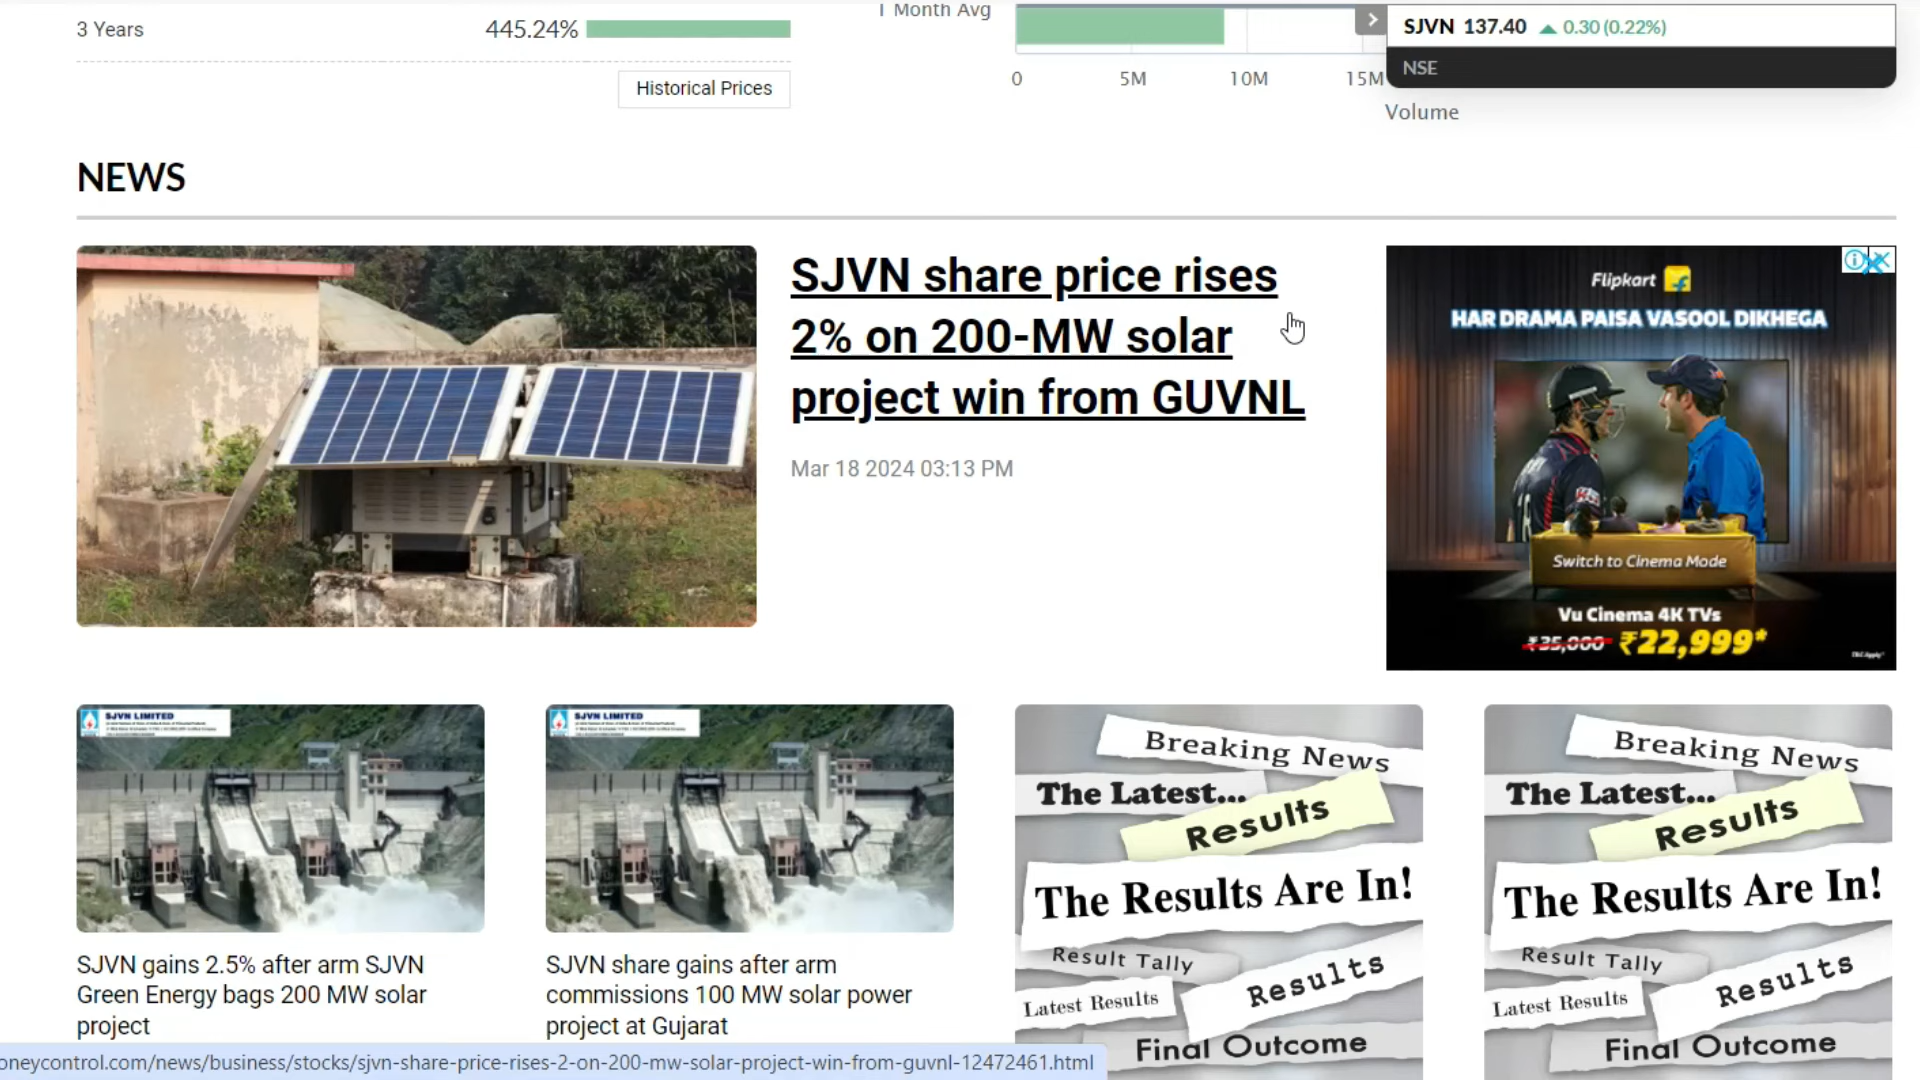 3 Years 445.24%
Historical Prices
1 Month Avg
0 5M 10M 15M
Volume
SJVN 137.40 0.30 (0.22%)
NSE
NEWS
SJVN share price rises
2% on 200-MW solar
project win from GUVNL
Mar 18 2024 03:13 PM
Flipkart
HAR DRAMA PAISA VASOOL DIKHEGA
Switch to Cinema Mode
Vu Cinema 4K TVs
₹35,000 ₹22,999*
T&C Apply*
SJVN LIMITED
SJVN gains 2.5% after arm SJVN
Green Energy bags 200 MW solar
project
SJVN LIMITED
SJVN share gains after arm
commissions 100 MW solar power
project at Gujarat
Breaking News
The Latest...
Results
The Results Are In!
Result Tally
Results
Latest Results
Final Outcome
Breaking News
The Latest...
Results
The Results Are In!
Result Tally
Results
Latest Results
Final Outcome
oneycontrol.com/news/business/stocks/sjvn-share-price-rises-2-on-200-mw-solar-project-win-from-guvnl-12472461.html